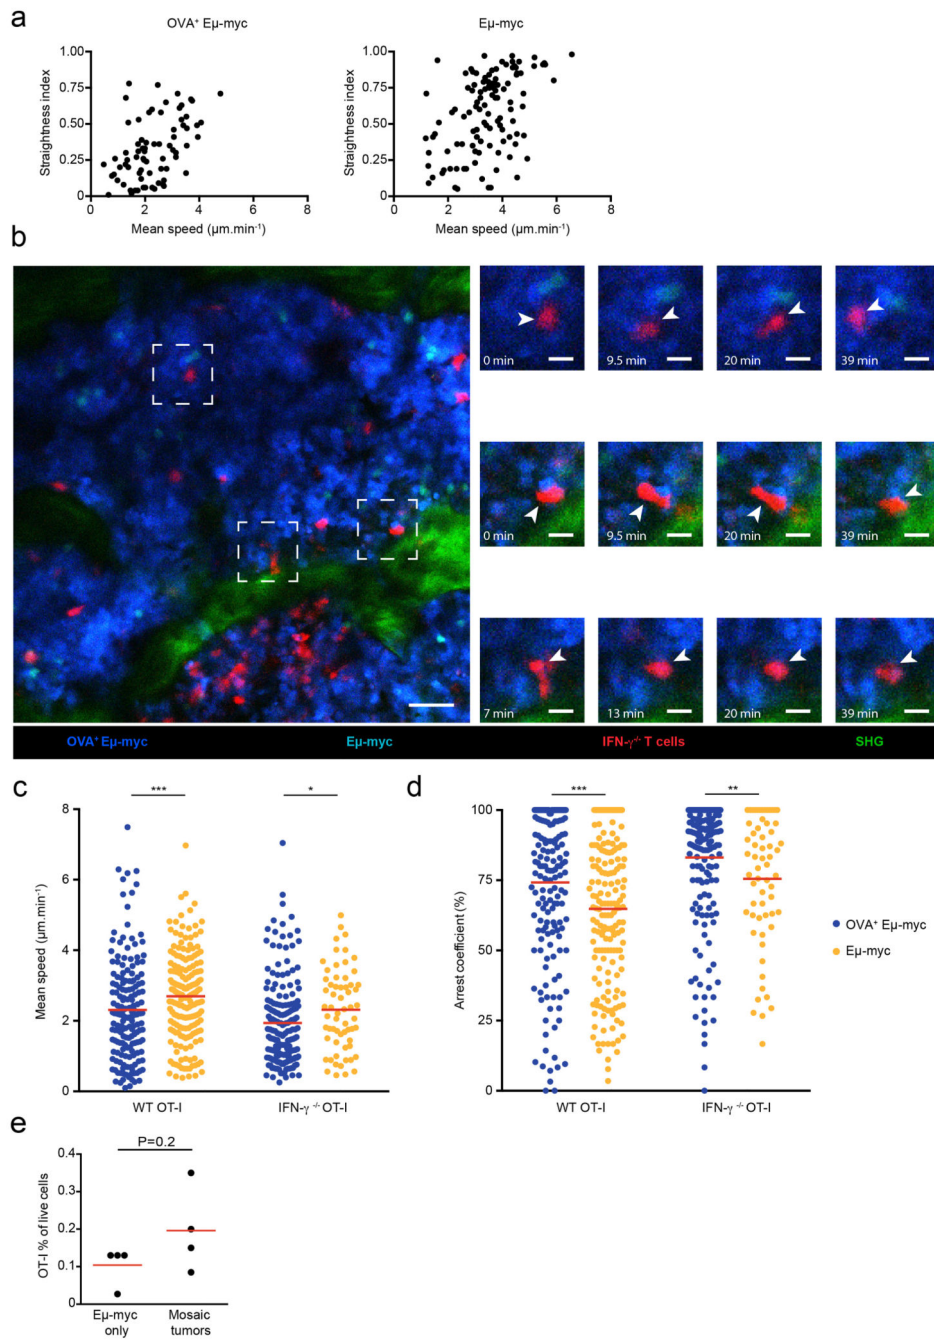 a
OVA⁺ Eµ-myc
Eµ-myc
1.00
0.75
0.50
0.25
0
Straightness index
0 2 4 6 8
Mean speed (µm.min⁻¹)
1.00
0.75
0.50
0.25
0
Straightness index
0 2 4 6 8
Mean speed (µm.min⁻¹)
b
0 min
9.5 min
20 min
39 min
0 min
9.5 min
20 min
39 min
7 min
13 min
20 min
39 min
OVA⁺ Eµ-myc
Eµ-myc
IFN-γ⁻/⁻ T cells
SHG
c
***
*
8
6
4
2
0
Mean speed (µm.min⁻¹)
WT OT-I
IFN-γ ⁻/⁻ OT-I
d
***
**
100
75
50
25
0
Arrest coefficient (%)
WT OT-I
IFN-γ⁻/⁻ OT-I
OVA⁺ Eµ-myc
Eµ-myc
e
P=0.2
0.4
0.3
0.2
0.1
0
OT-I % of live cells
Eµ-myc
only
Mosaic
tumors